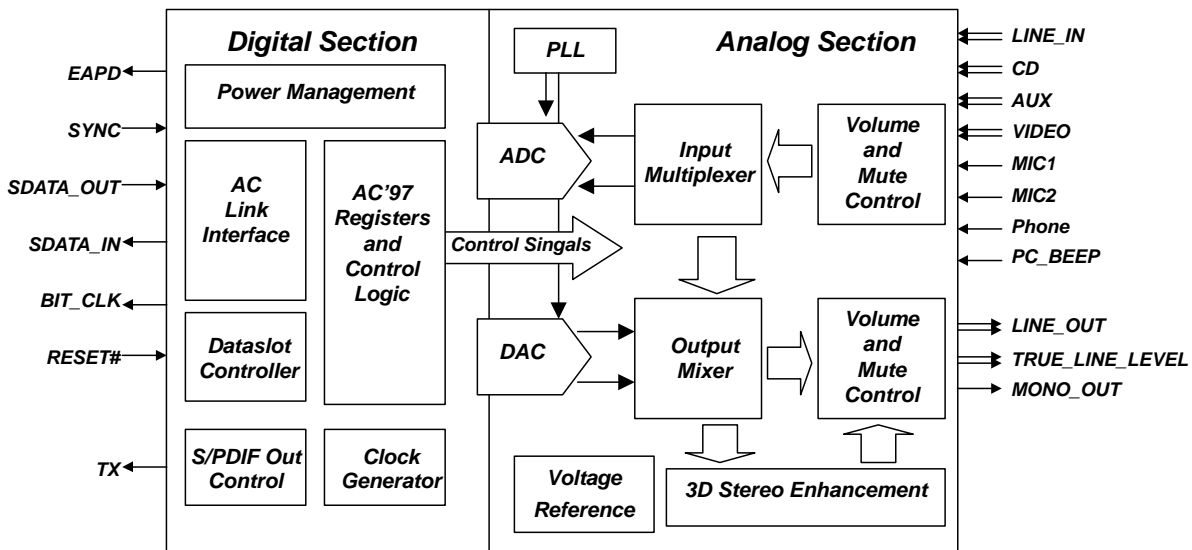 Digital Section
Analog Section
EAPD
SYNC
SDATA_OUT
SDATA_IN
BIT_CLK
RESET#
TX
Power Management
AC
Link
Interface
AC'97
Registers
and
Control
Logic
Dataslot
Controller
S/PDIF Out
Control
Clock
Generator
PLL
ADC
Control Singals
DAC
Input
Multiplexer
Volume
and
Mute
Control
Output
Mixer
Volume
and
Mute
Control
Voltage
Reference
3D Stereo Enhancement
LINE_IN
CD
AUX
VIDEO
MIC1
MIC2
Phone
PC_BEEP
LINE_OUT
TRUE_LINE_LEVEL
MONO_OUT